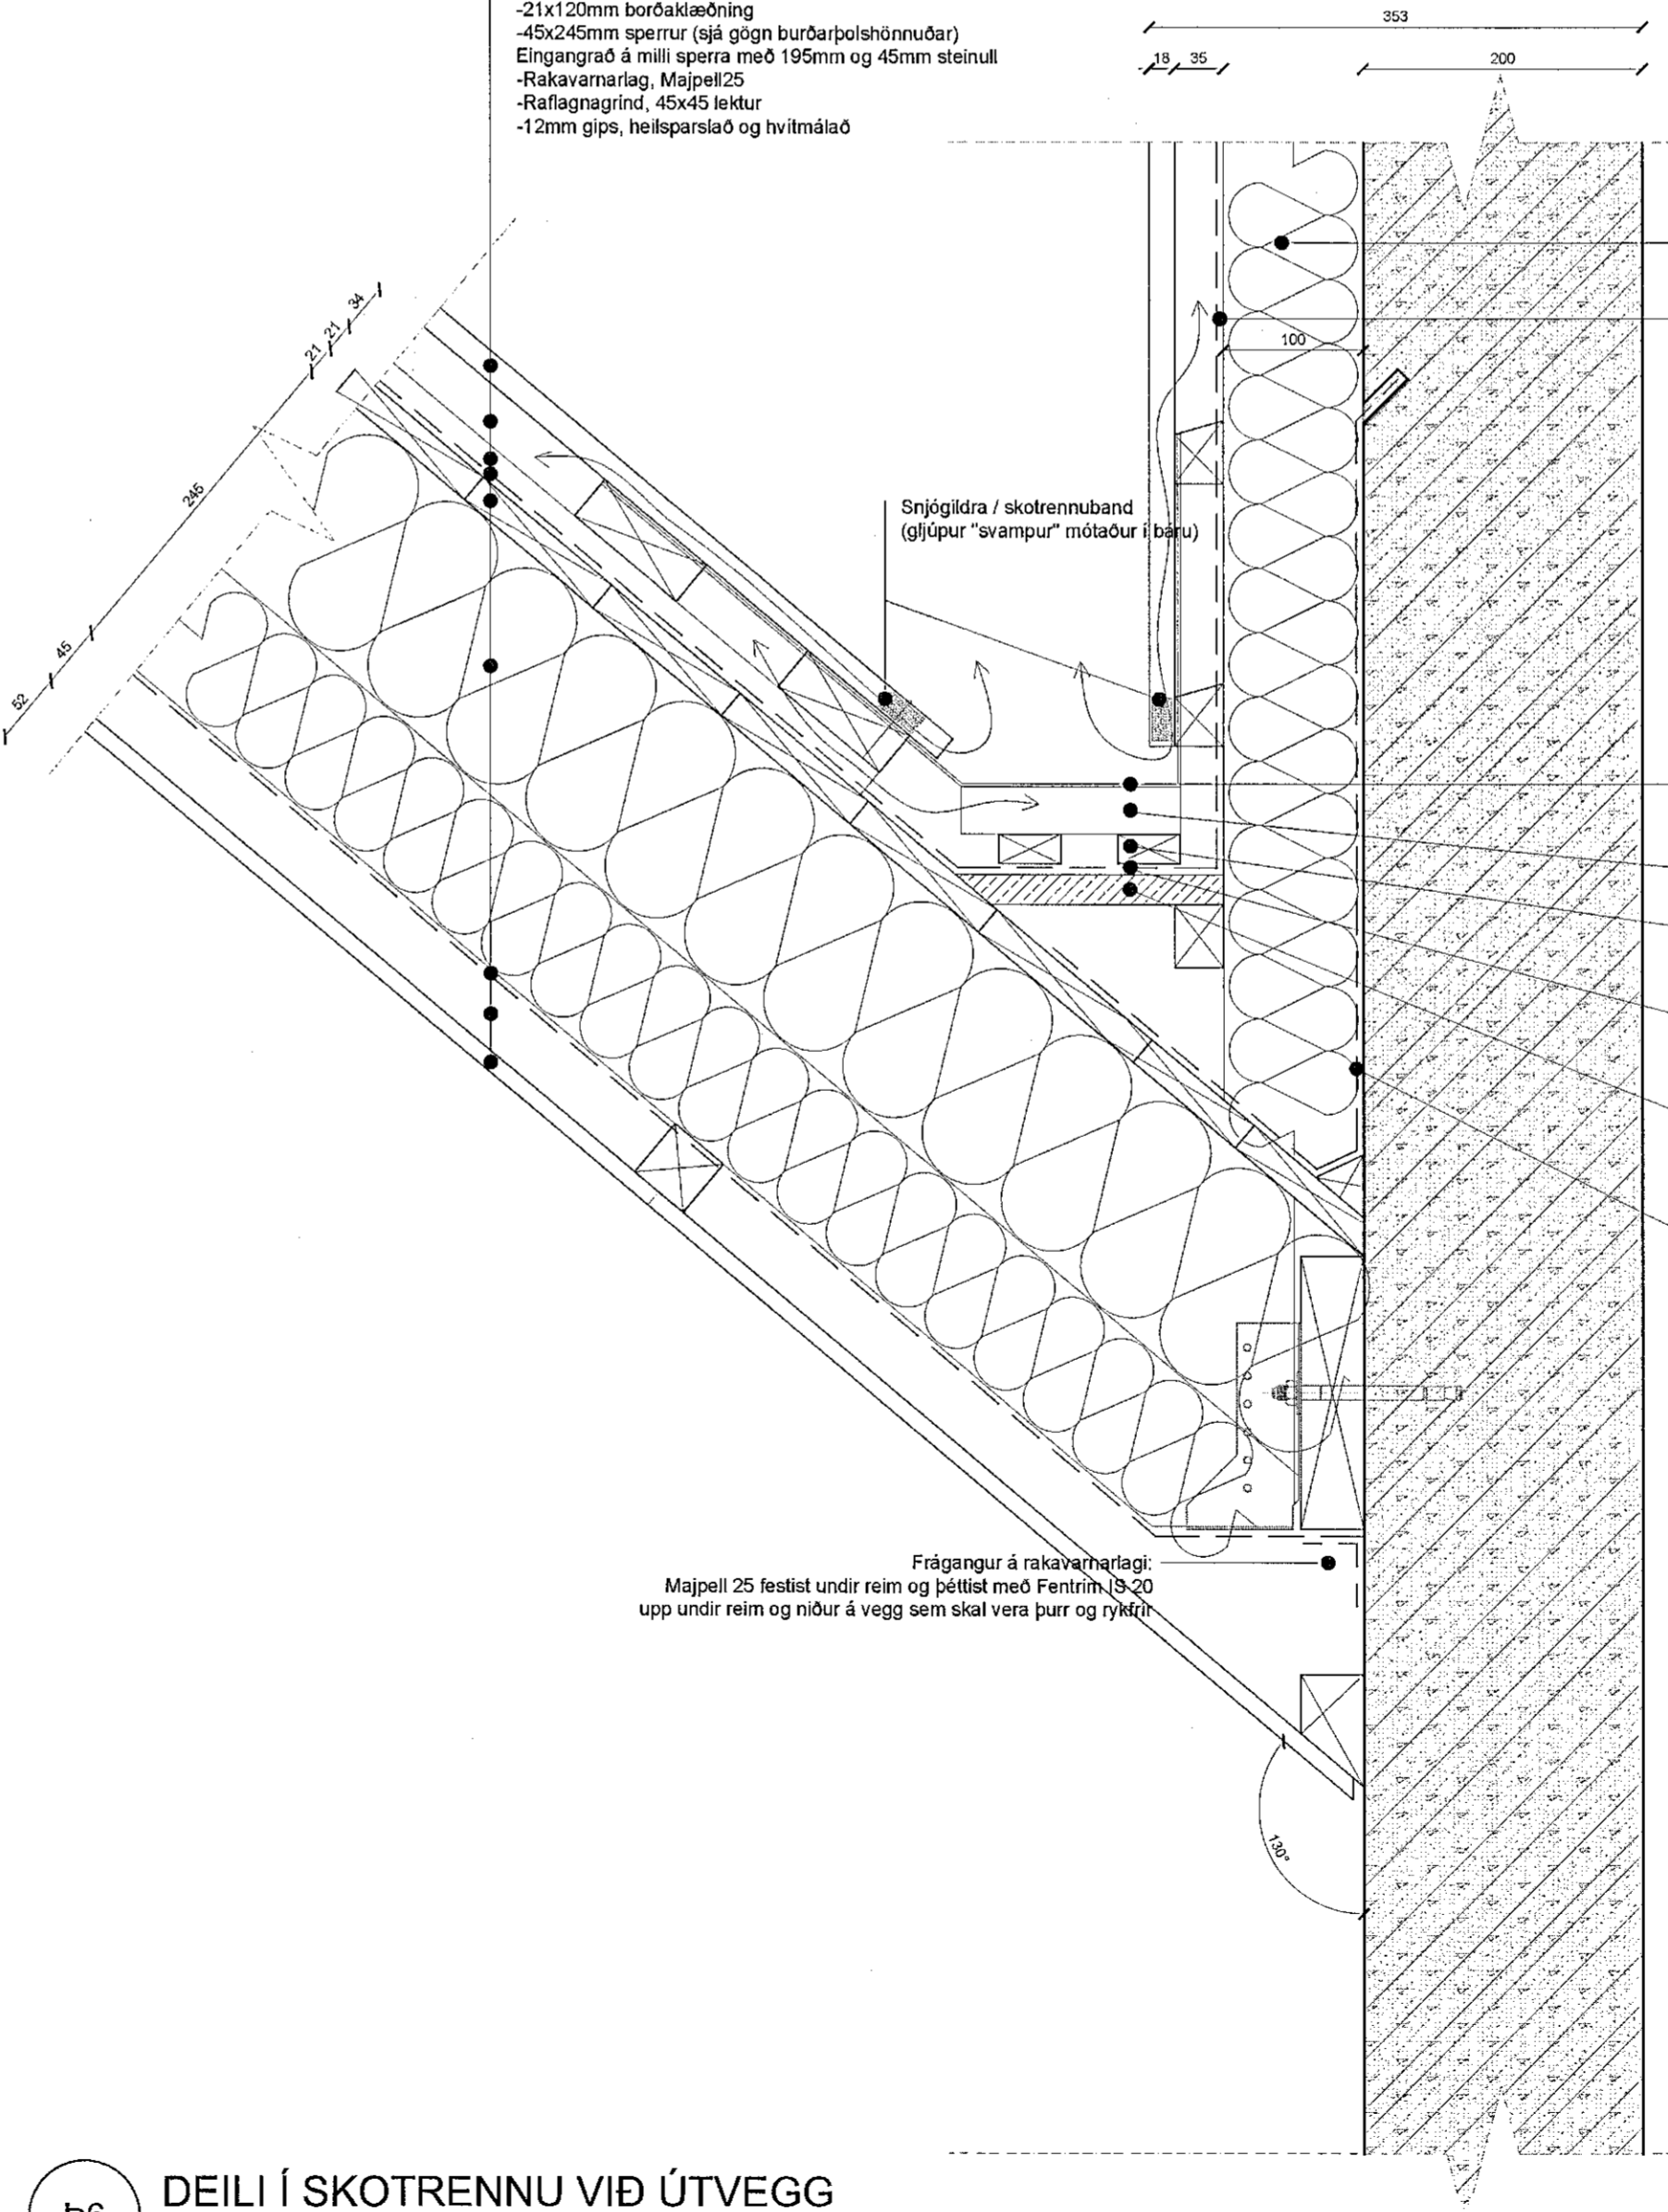 -21x120mm borðaklæðning
-45x245mm sperrur (sjá gögn burðarþolshönnuðar)
Eingangrað á milli sperra með 195mm og 45mm steinull
-Rakavarnarlag, Majpell25
-Raflagnagrind, 45x45 lektur
-12mm gips, heilsparslað og hvítmálað
353
18 35 200
34
21
21
245
45
52
100
Snjógildra / skotrennuband
(gljúpur "svampur" mótaður í báru)
Frágangur á rakavarnarlagi:
Majpell 25 festist undir reim og þéttist með Fentrim IS 20
upp undir reim og niður á vegg sem skal vera þurr og rykfrír
130°
DEILI Í SKOTRENNU VIÐ ÚTVEGG